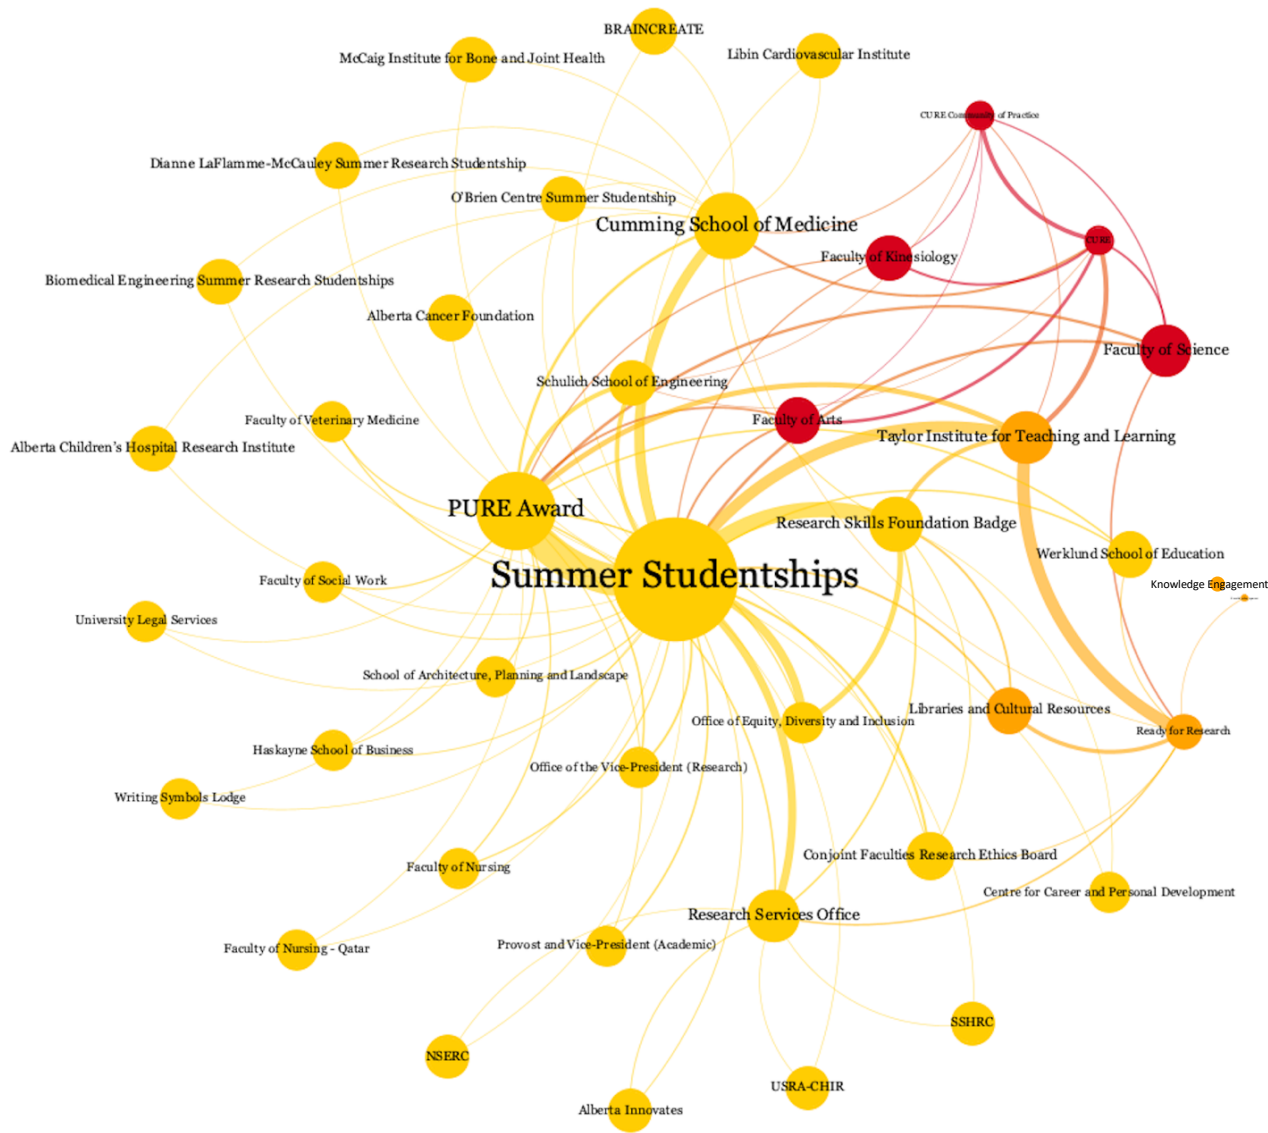 BRAINCREATE
McCaig Institute for Bone and Joint Health
Libin Cardiovascular Institute
CURE Community of Practice
Dianne LaFlamme-McCauley Summer Research Studentship
O'Brien Centre Summer Studentship
Cumming School of Medicine
CURE
Faculty of Kinesiology
Biomedical Engineering Summer Research Studentships
Alberta Cancer Foundation
Faculty of Science
Schulich School of Engineering
Faculty of Veterinary Medicine
Faculty of Arts
Taylor Institute for Teaching and Learning
Alberta Children's Hospital Research Institute
PURE Award
Research Skills Foundation Badge
Werklund School of Education
Summer Studentships
Faculty of Social Work
Knowledge Engagement
University Legal Services
School of Architecture, Planning and Landscape
Libraries and Cultural Resources
Office of Equity, Diversity and Inclusion
Ready for Research
Haskayne School of Business
Office of the Vice-President (Research)
Writing Symbols Lodge
Conjoint Faculties Research Ethics Board
Faculty of Nursing
Centre for Career and Personal Development
Research Services Office
Provost and Vice-President (Academic)
Faculty of Nursing - Qatar
SSHRC
NSERC
USRA-CHIR
Alberta Innovates